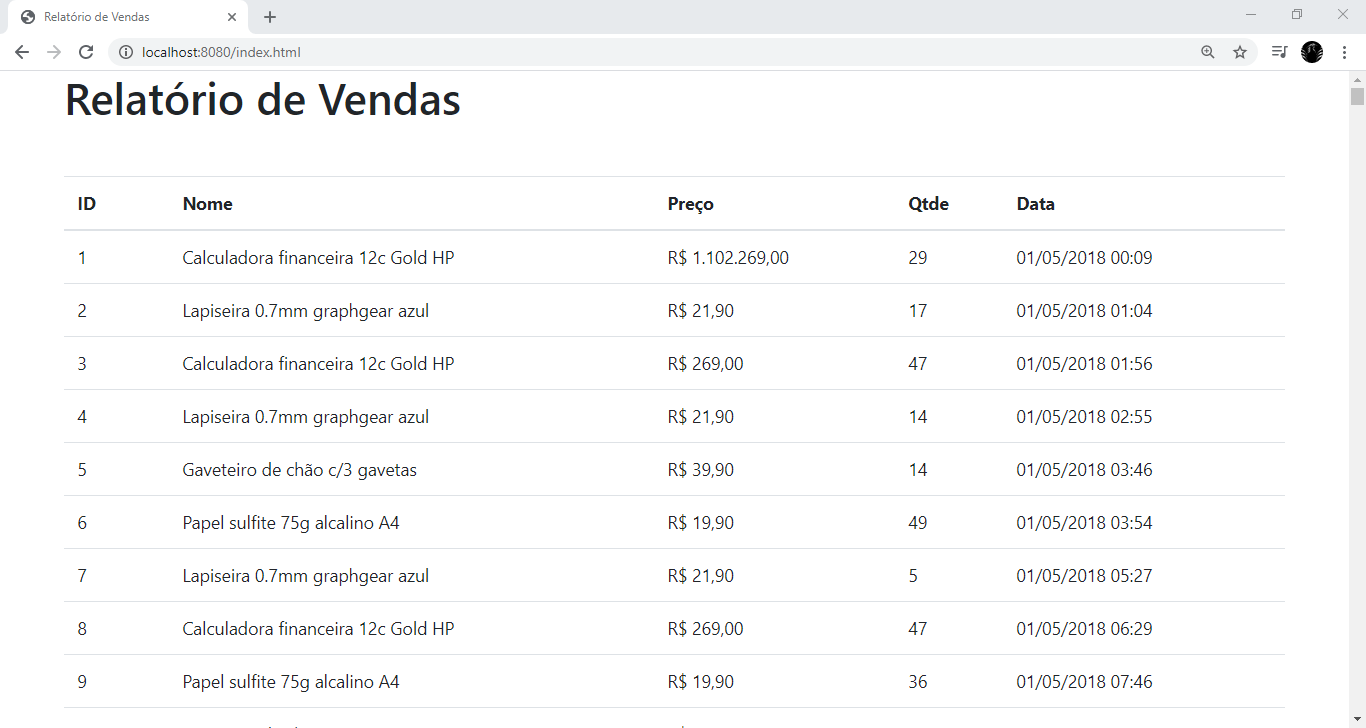 Relatório de Vendas
localhost:8080/index.html
Relatório de Vendas
ID Nome Preço Qtde Data
1 Calculadora financeira 12c Gold HP R$ 1.102.269,00 29 01/05/2018 00:09
2 Lapiseira 0.7mm graphgear azul R$ 21,90 17 01/05/2018 01:04
3 Calculadora financeira 12c Gold HP R$ 269,00 47 01/05/2018 01:56
4 Lapiseira 0.7mm graphgear azul R$ 21,90 14 01/05/2018 02:55
5 Gaveteiro de chão c/3 gavetas R$ 39,90 14 01/05/2018 03:46
6 Papel sulfite 75g alcalino A4 R$ 19,90 49 01/05/2018 03:54
7 Lapiseira 0.7mm graphgear azul R$ 21,90 5 01/05/2018 05:27
8 Calculadora financeira 12c Gold HP R$ 269,00 47 01/05/2018 06:29
9 Papel sulfite 75g alcalino A4 R$ 19,90 36 01/05/2018 07:46